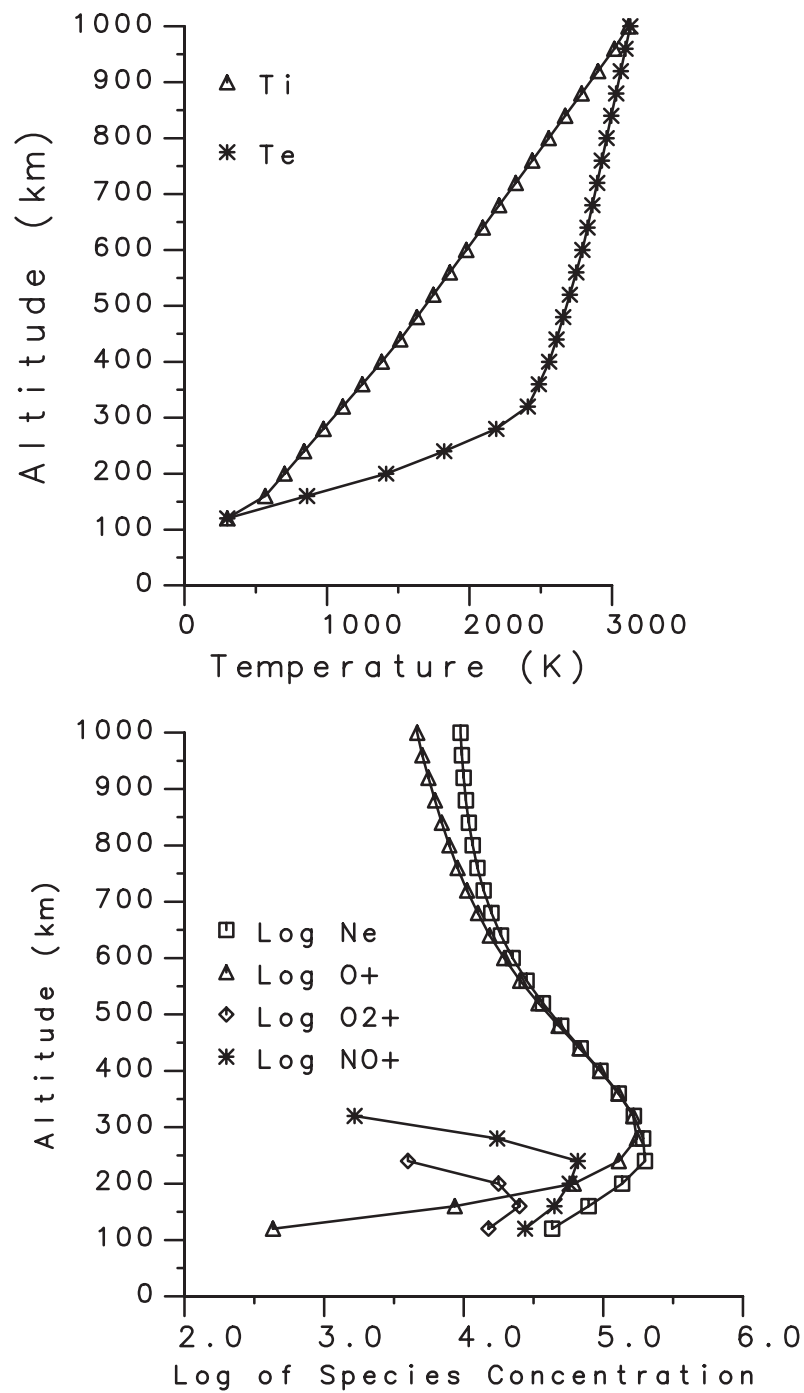 1000
900
Ti
800
Te
700
600
500
400
300
200
100
0
Altitude (km)
0 1000 2000 3000
Temperature (K)
1000
900
800
700
Log Ne
600
Log O+
500
Log O2+
Log NO+
400
300
200
100
0
Altitude (km)
2.0 3.0 4.0 5.0 6.0
Log of Species Concentration